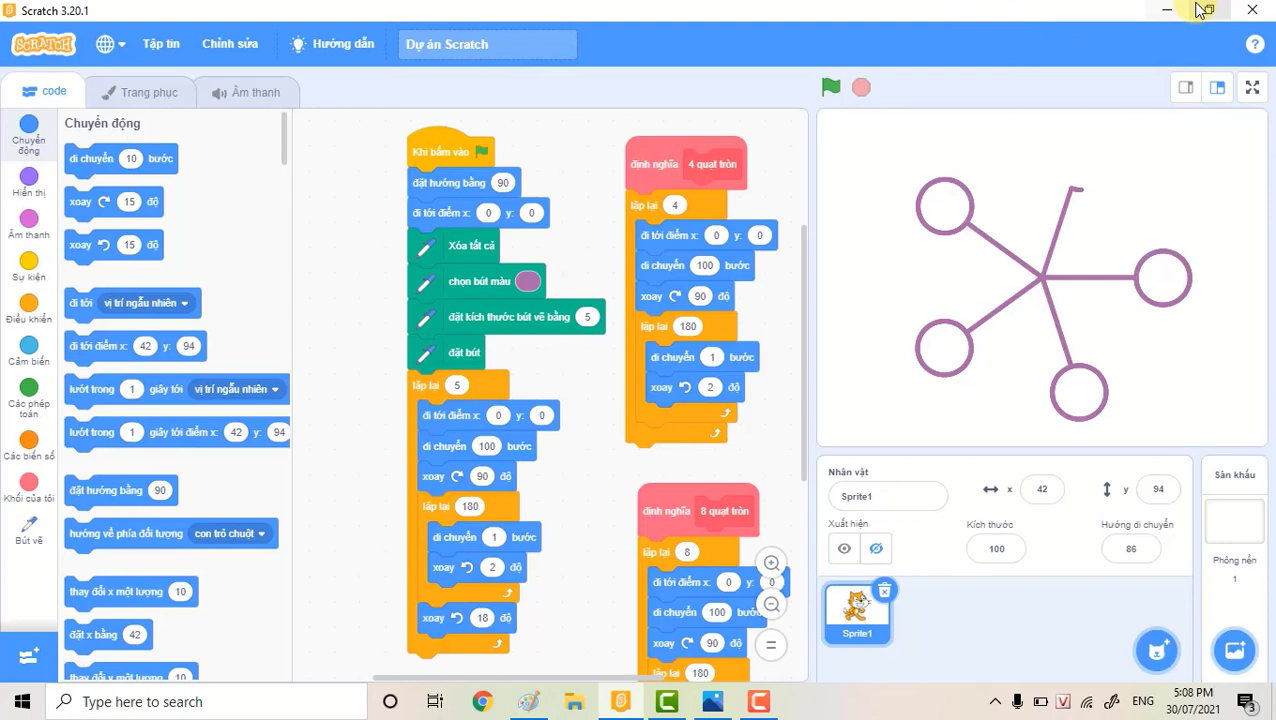 Scratch 3.20.1
SCRATCH
Tập tin
Chỉnh sửa
Hướng dẫn
Dự án Scratch
code
Trang phục
Âm thanh
Chuyển động
Hiển thị
Âm thanh
Sự kiện
Điều khiển
Cảm biến
Các phép toán
Các biến số
Khối của tôi
Bút vẽ
Chuyển động
di chuyển 10 bước
xoay 15 độ
xoay 15 độ
đi tới vị trí ngẫu nhiên
đi tới điểm x: 42 y: 94
lướt trong 1 giây tới vị trí ngẫu nhiên
lướt trong 1 giây tới điểm x: 42 y: 94
đặt hướng bằng 90
hướng về phía đối tượng con trỏ chuột
thay đổi x một lượng 10
đặt x bằng 42
thay đổi y một lượng 10
Khi bấm vào
đặt hướng bằng 90
đi tới điểm x: 0 y: 0
Xóa tất cả
chọn bút màu
đặt kích thước bút vẽ bằng 5
đặt bút
lặp lại 5
đi tới điểm x: 0 y: 0
di chuyển 100 bước
xoay 90 độ
lặp lại 180
di chuyển 1 bước
xoay 2 độ
xoay 18 độ
định nghĩa 4 quạt tròn
lặp lại 4
đi tới điểm x: 0 y: 0
di chuyển 100 bước
xoay 90 độ
lặp lại 180
di chuyển 1 bước
xoay 2 độ
định nghĩa 8 quạt tròn
lặp lại 8
đi tới điểm x: 0 y: 0
di chuyển 100 bước
xoay 90 độ
lặp lại 180
Nhân vật
Sprite1
x 42
y 94
Xuất hiện
Kích thước
Hướng di chuyển
100
86
Sprite1
Sân khấu
Phông nền
1
Type here to search
ENG
5:08 PM
30/07/2021
3